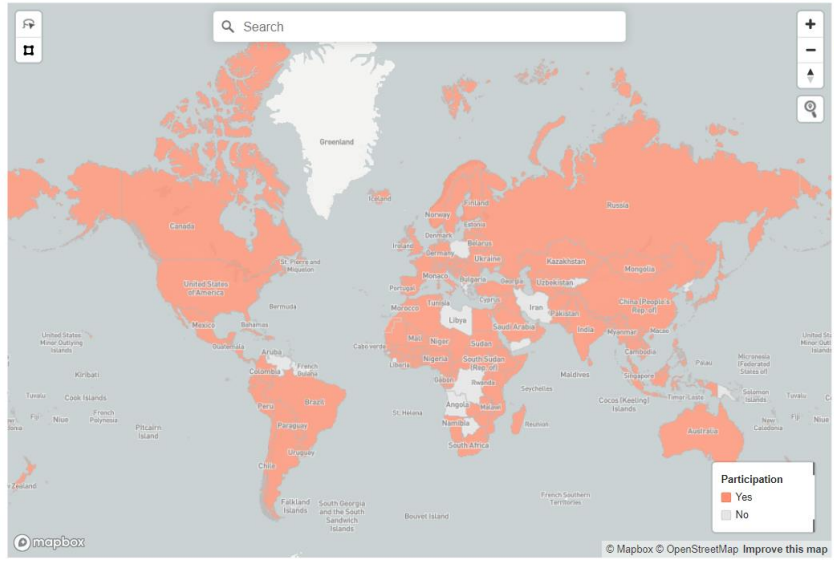 Search
Greenland
Iceland
Finland
Norway
Russia
Estonia
Denmark
Canada
Ireland
Belarus
Germany
Ukraine
St. Pierre and
Miquelon
Kazakhstan
Mongolia
Monaco
Bulgaria
Georgia
Uzbekistan
United States
of America
Portugal
Cyprus
Bermuda
Tunisia
Morocco
Iran
China (People's
Rep. of)
Pakistan
Libya
Mexico
Bahamas
Saudi Arabia
India
Myanmar
Macao
United States
Minor Outlying
Islands
Mali
Niger
Sudan
Guatemala
Cabo verde
Aruba
Cambodia
Nigeria
South Sudan
(Rep. of)
Palau
Micronesia
(Federated
States of
Liberia
Colombia
French
Guiana
Maldives
Kiribati
Gabon
Rwanda
Singapore
Seychelles
Tuvalu
Cook Islands
Angola
Malawi
Cocos (Keeling)
Islands
Timor-Leste
Solomon
Islands
Peru
Brazil
St. Helena
Fiji
Niue
French
Polynesia
Pitcairn
Island
Paraguay
Namibia
Reunion
New
Caledonia
Australia
South Africa
Uruguay
Chile
Zealand
Falkland
Islands
South Georgia
and the South
Sandwich
Islands
French Southern
Territories
Bouvet Island
Participation
Yes
No
mapbox
© Mapbox © OpenStreetMap Improve this map